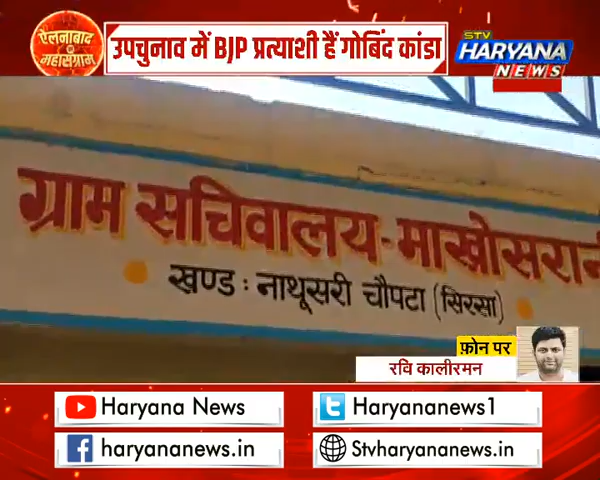 ऐलनाबाद
का
महासंग्राम
उपचुनाव में BJP प्रत्याशी हैं गोबिंद कांडा
STV
HARYANA
NEWS
ग्राम सचिवालय-माखोसरानी
खण्ड : नाथूसरी चौपटा (सिरसा)
फ़ोन पर
रवि कालीरमन
Haryana News
Haryananews1
haryananews.in
Stvharyananews.in